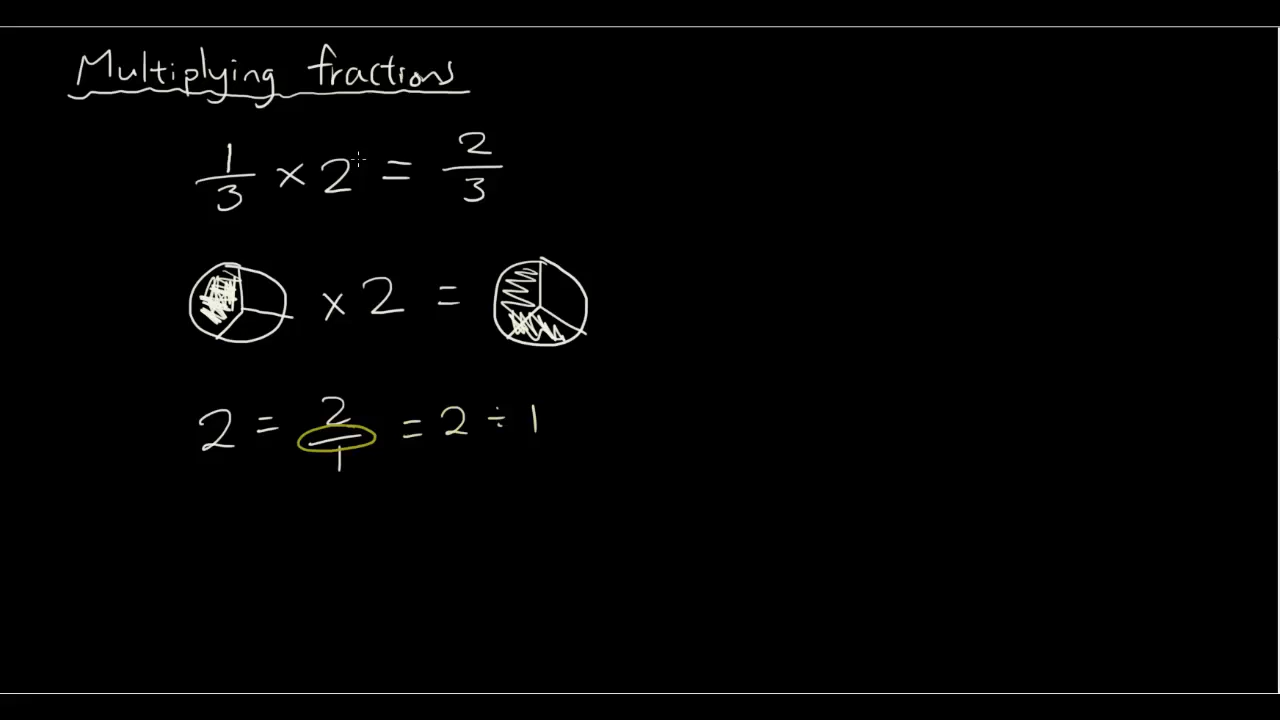 Multiplying fractions
1/3 × 2 = 2/3
× 2 =
2 = 2/1 = 2 ÷ 1